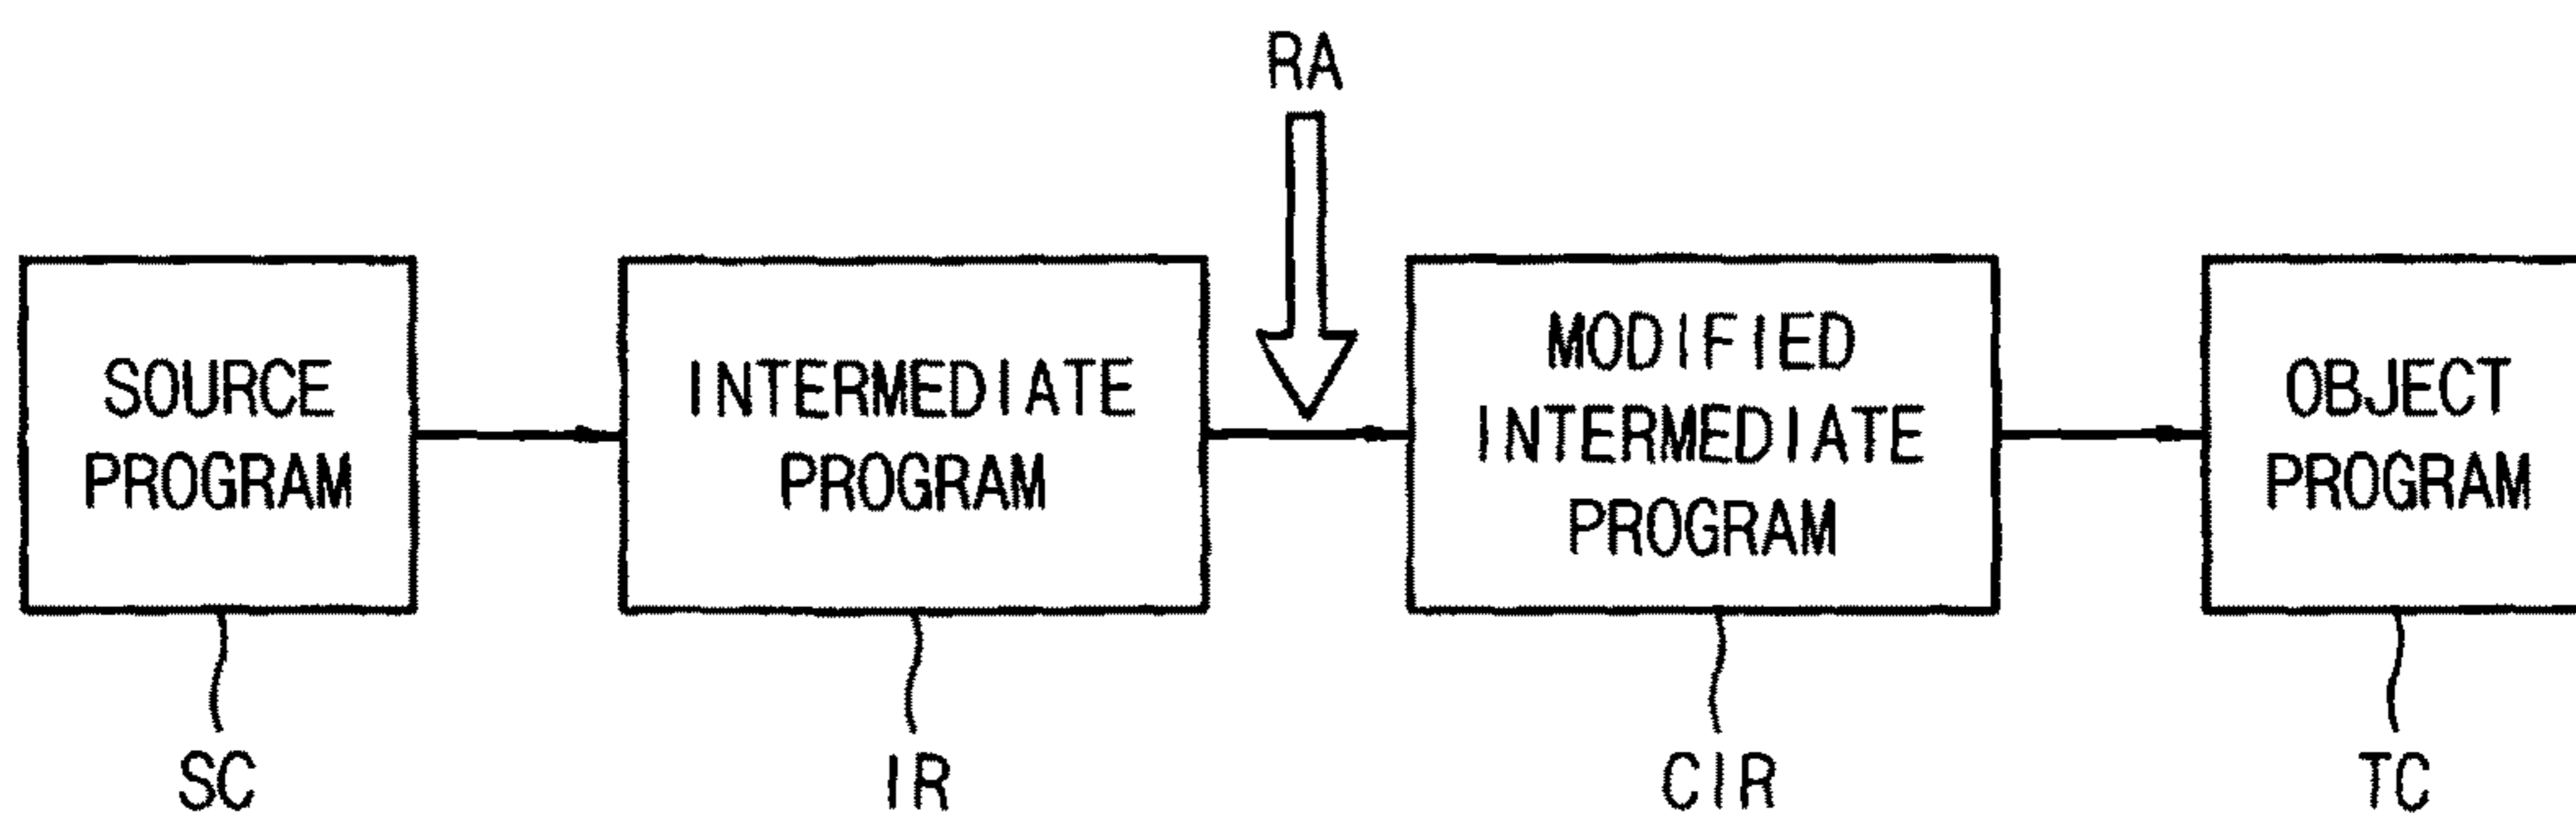 RA
SOURCE
PROGRAM
INTERMEDIATE
PROGRAM
MODIFIED
INTERMEDIATE
PROGRAM
OBJECT
PROGRAM
SC
IR
CIR
TC